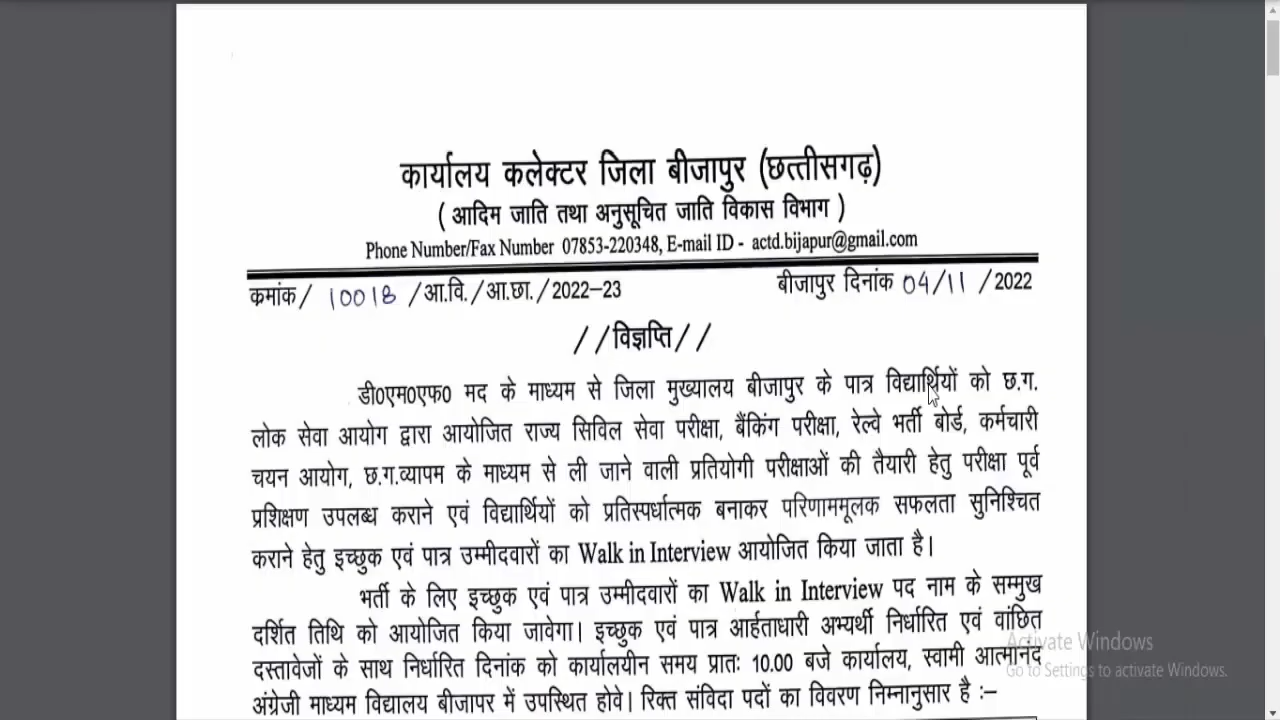 कार्यालय कलेक्टर जिला बीजापुर (छत्तीसगढ़)
( आदिम जाति तथा अनुसूचित जाति विकास विभाग )
Phone Number/Fax Number 07853-220348, E-mail ID - actd.bijapur@gmail.com
क्रमांक/ 10018 /आ.वि./आ.छा./2022-23 बीजापुर दिनांक 04/11 /2022
//विज्ञप्ति//
डी0एम0एफ0 मद के माध्यम से जिला मुख्यालय बीजापुर के पात्र विद्यार्थियों को छ.ग.
लोक सेवा आयोग द्वारा आयोजित राज्य सिविल सेवा परीक्षा, बैंकिंग परीक्षा, रेल्वे भर्ती बोर्ड, कर्मचारी
चयन आयोग, छ.ग.व्यापम के माध्यम से ली जाने वाली प्रतियोगी परीक्षाओं की तैयारी हेतु परीक्षा पूर्व
प्रशिक्षण उपलब्ध कराने एवं विद्यार्थियों को प्रतिस्पर्धात्मक बनाकर परिणाममूलक सफलता सुनिश्चित
कराने हेतु इच्छुक एवं पात्र उम्मीदवारों का Walk in Interview आयोजित किया जाता है।
भर्ती के लिए इच्छुक एवं पात्र उम्मीदवारों का Walk in Interview पद नाम के सम्मुख
दर्शित तिथि को आयोजित किया जावेगा। इच्छुक एवं पात्र आर्हताधारी अभ्यर्थी निर्धारित एवं वांछित
दस्तावेजों के साथ निर्धारित दिनांक को कार्यालयीन समय प्रातः 10.00 बजे कार्यालय, स्वामी आत्मानंद
अंग्रेजी माध्यम विद्यालय बीजापर में उपस्थित होवे। रिक्त संविदा पदों का विवरण निम्नानुसार है :-
Activate Windows
Go to Settings to activate Windows.